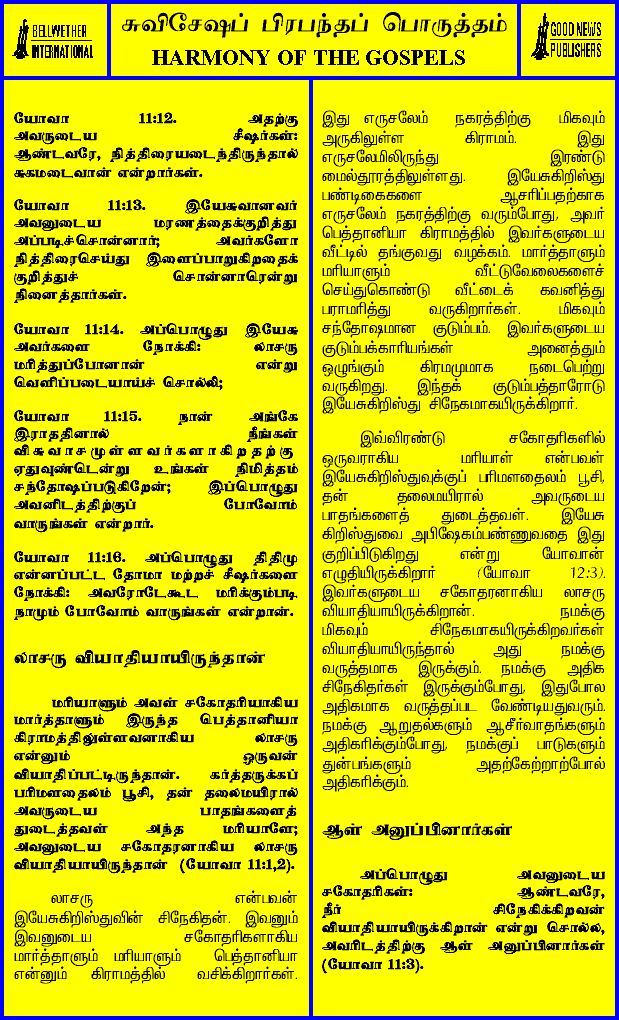 BELLWETHER
INTERNATIONAL
சுவிசேஷப் பிரபந்தப் பொருத்தம்
HARMONY OF THE GOSPELS
GOOD NEWS
PUBLISHERS
யோவா 11:12. அதற்கு
அவருடைய சீஷர்கள்:
ஆண்டவரே, நித்திரையடைந்திருந்தால்
சுகமடைவான் என்றார்கள்.
யோவா 11:13. இயேசுவானவர்
அவனுடைய மரணத்தைக்குறித்து
அப்படிச்சொன்னார்; அவர்களோ
நித்திரைசெய்து இளைப்பாறுகிறதைக்
குறித்துச் சொன்னாரென்று
நினைத்தார்கள்.
யோவா 11:14. அப்பொழுது இயேசு
அவர்களை நோக்கி: லாசரு
மரித்துப்போனான் என்று
வெளிப்படையாய்ச் சொல்லி;
யோவா 11:15. நான் அங்கே
இராததினால் நீங்கள்
விசுவாசமுள்ளவர்களாகிறதற்கு
ஏதுவுண்டென்று உங்கள் நிமித்தம்
சந்தோஷப்படுகிறேன்; இப்பொழுது
அவனிடத்திற்குப் போவோம்
வாருங்கள் என்றார்.
யோவா 11:16. அப்பொழுது திதிமு
என்னப்பட்ட தோமா மற்றச் சீஷர்களை
நோக்கி: அவரோடேகூட மரிக்கும்படி
நாமும் போவோம் வாருங்கள் என்றான்.
லாசரு வியாதியாயிருந்தான்
மரியாளும் அவள் சகோதரியாகிய
மார்த்தாளும் இருந்த பெத்தானியா
கிராமத்திலுள்ளவனாகிய லாசரு
என்னும் ஒருவன்
வியாதிப்பட்டிருந்தான். கர்த்தருக்கப்
பரிமளதைலம் பூசி, தன் தலைமயிரால்
அவருடைய பாதங்களைத்
துடைத்தவள் அந்த மரியாளே;
அவனுடைய சகோதரனாகிய லாசரு
வியாதியாயிருந்தான் (யோவா 11:1,2).
லாசரு என்பவன்
இயேசுகிறிஸ்துவின் சிநேகிதன். இவனும்
இவனுடைய சகோதரிகளாகிய
மார்த்தாளும் மரியாளும் பெத்தானியா
என்னும் கிராமத்தில் வசிக்கிறார்கள்.
இது எருசலேம் நகரத்திற்கு மிகவும்
அருகிலுள்ள கிராமம். இது
எருசலேமிலிருந்து இரண்டு
மைல்தூரத்திலுள்ளது. இயேசுகிறிஸ்து
பண்டிகைகளை ஆசரிப்பதற்காக
எருசலேம் நகரத்திற்கு வரும்போது, அவர்
பெத்தானியா கிராமத்தில் இவர்களுடைய
வீட்டில் தங்குவது வழக்கம். மார்த்தாளும்
மரியாளும் வீட்டுவேலைகளைச்
செய்துகொண்டு வீட்டைக் கவனித்து
பராமரித்து வருகிறார்கள். மிகவும்
சந்தோஷமான குடும்பம். இவர்களுடைய
குடும்பக்காரியங்கள் அனைத்தும்
ஒழுங்கும் கிரமமுமாக நடைபெற்று
வருகிறது. இந்தக் குடும்பத்தாரோடு
இயேசுகிறிஸ்து சிநேகமாகயிருக்கிறார்.
இவ்விரண்டு சகோதரிகளில்
ஒருவராகிய மரியாள் என்பவள்
இயேசுகிறிஸ்துவுக்குப் பரிமளதைலம் பூசி,
தன் தலைமயிரால் அவருடைய
பாதங்களைத் துடைத்தவள். இயேசு
கிறிஸ்துவை அபிஷேகம்பண்ணுவதை இது
குறிப்பிடுகிறது என்று யோவான்
எழுதியிருக்கிறார் (யோவா 12:3).
இவர்களுடைய சகோதரனாகிய லாசரு
வியாதியாயிருக்கிறான். நமக்கு
மிகவும் சிநேகமாகயிருக்கிறவர்கள்
வியாதியாயிருந்தால் அது நமக்கு
வருத்தமாக இருக்கும். நமக்கு அதிக
சிநேகிதர்கள் இருக்கும்போது, இதுபோல
அதிகமாக வருத்தப்பட வேண்டியதுவரும்.
நமக்கு ஆறுதல்களும் ஆசீர்வாதங்களும்
அதிகரிக்கும்போது, நமக்குப் பாடுகளும்
துன்பங்களும் அதற்கேற்றாற்போல்
அதிகரிக்கும்.
ஆள் அனுப்பினார்கள்
அப்பொழுது அவனுடைய
சகோதரிகள்: ஆண்டவரே,
நீர் சிநேகிக்கிறவன்
வியாதியாயிருக்கிறான் என்று சொல்ல,
அவரிடத்திற்கு ஆள் அனுப்பினார்கள்
(யோவா 11:3).